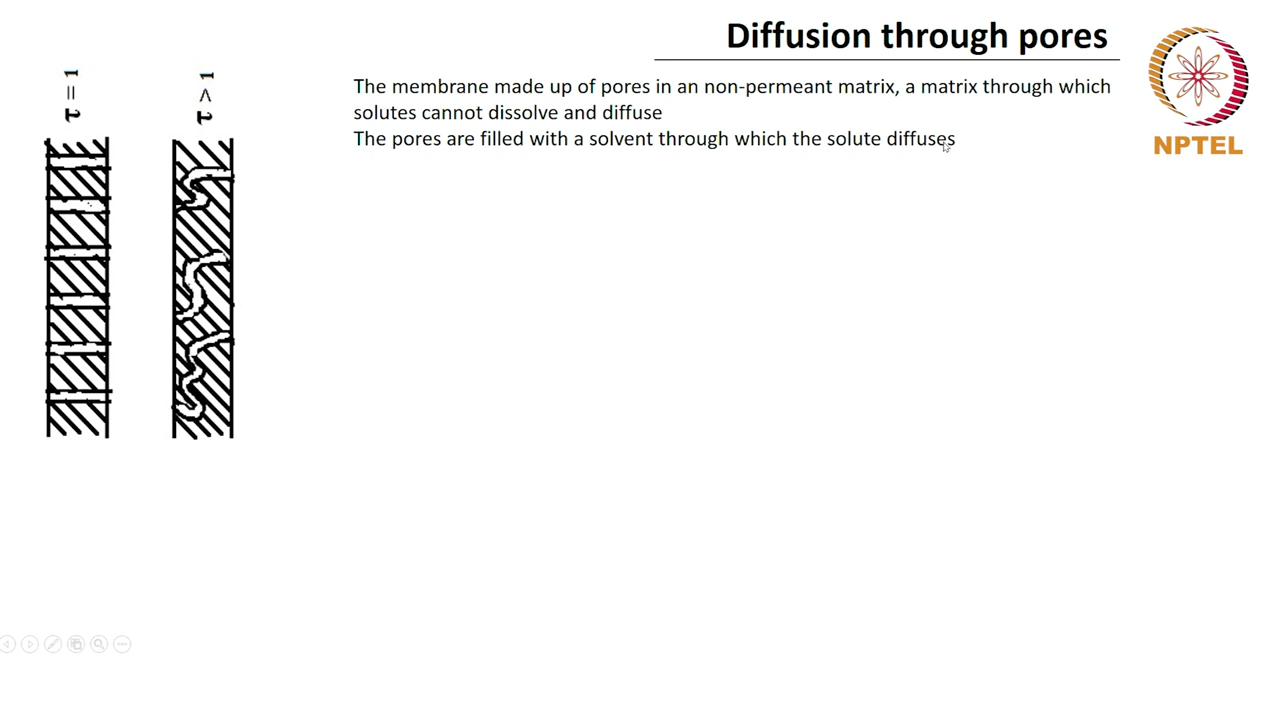 Diffusion through pores
τ = 1
τ > 1
The membrane made up of pores in an non-permeant matrix, a matrix through which
solutes cannot dissolve and diffuse
The pores are filled with a solvent through which the solute diffuses
NPTEL